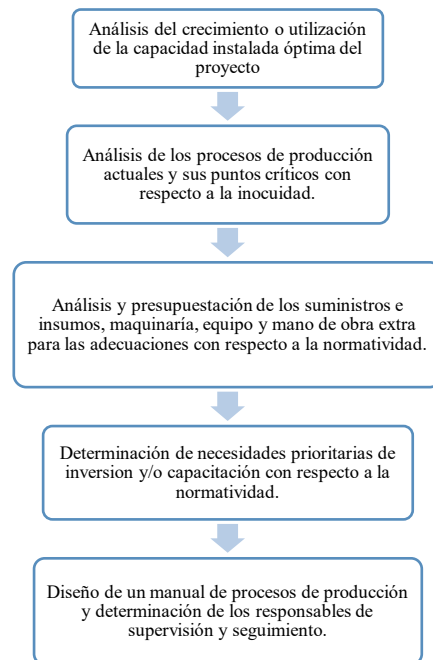 Análisis del crecimiento o utilización
de la capacidad instalada óptima del
proyecto
Análisis de los procesos de producción
actuales y sus puntos críticos con
respecto a la inocuidad.
Análisis y presupuestación de los suministros e
insumos, maquinaría, equipo y mano de obra extra
para las adecuaciones con respecto a la normatividad.
Determinación de necesidades prioritarias de
inversion y/o capacitación con respecto a la
normatividad.
Diseño de un manual de procesos de producción
y determinación de los responsables de
supervisión y seguimiento.